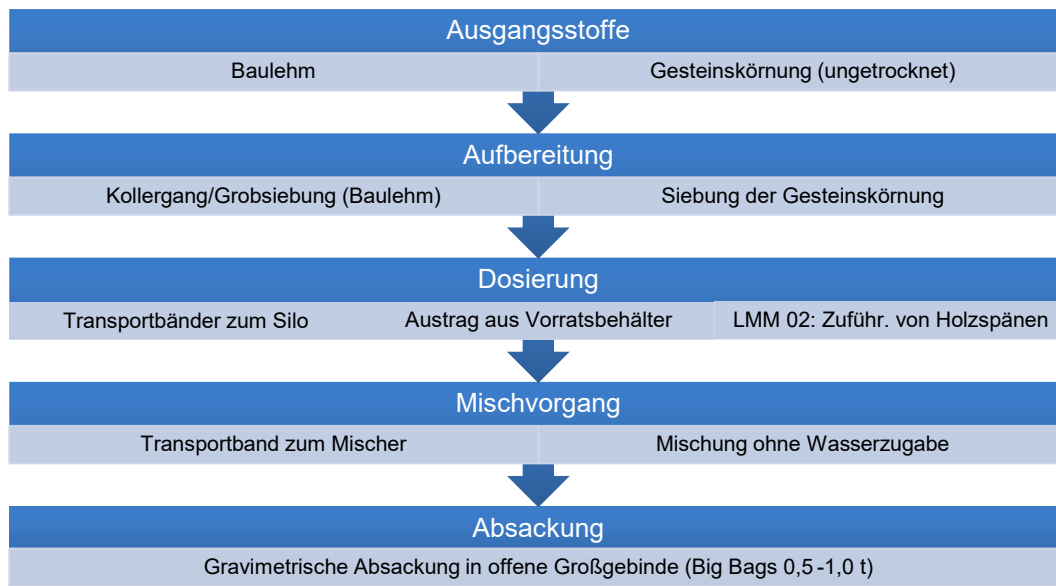 Ausgangsstoffe
Baulehm
Gesteinskörnung (ungetrocknet)
Aufbereitung
Kollergang/Grobsiebung (Baulehm)
Siebung der Gesteinskörnung
Dosierung
Transportbänder zum Silo
Austrag aus Vorratsbehälter
LMM 02: Zuführ. von Holzspänen
Mischvorgang
Transportband zum Mischer
Mischung ohne Wasserzugabe
Absackung
Gravimetrische Absackung in offene Großgebinde (Big Bags 0,5 -1,0 t)